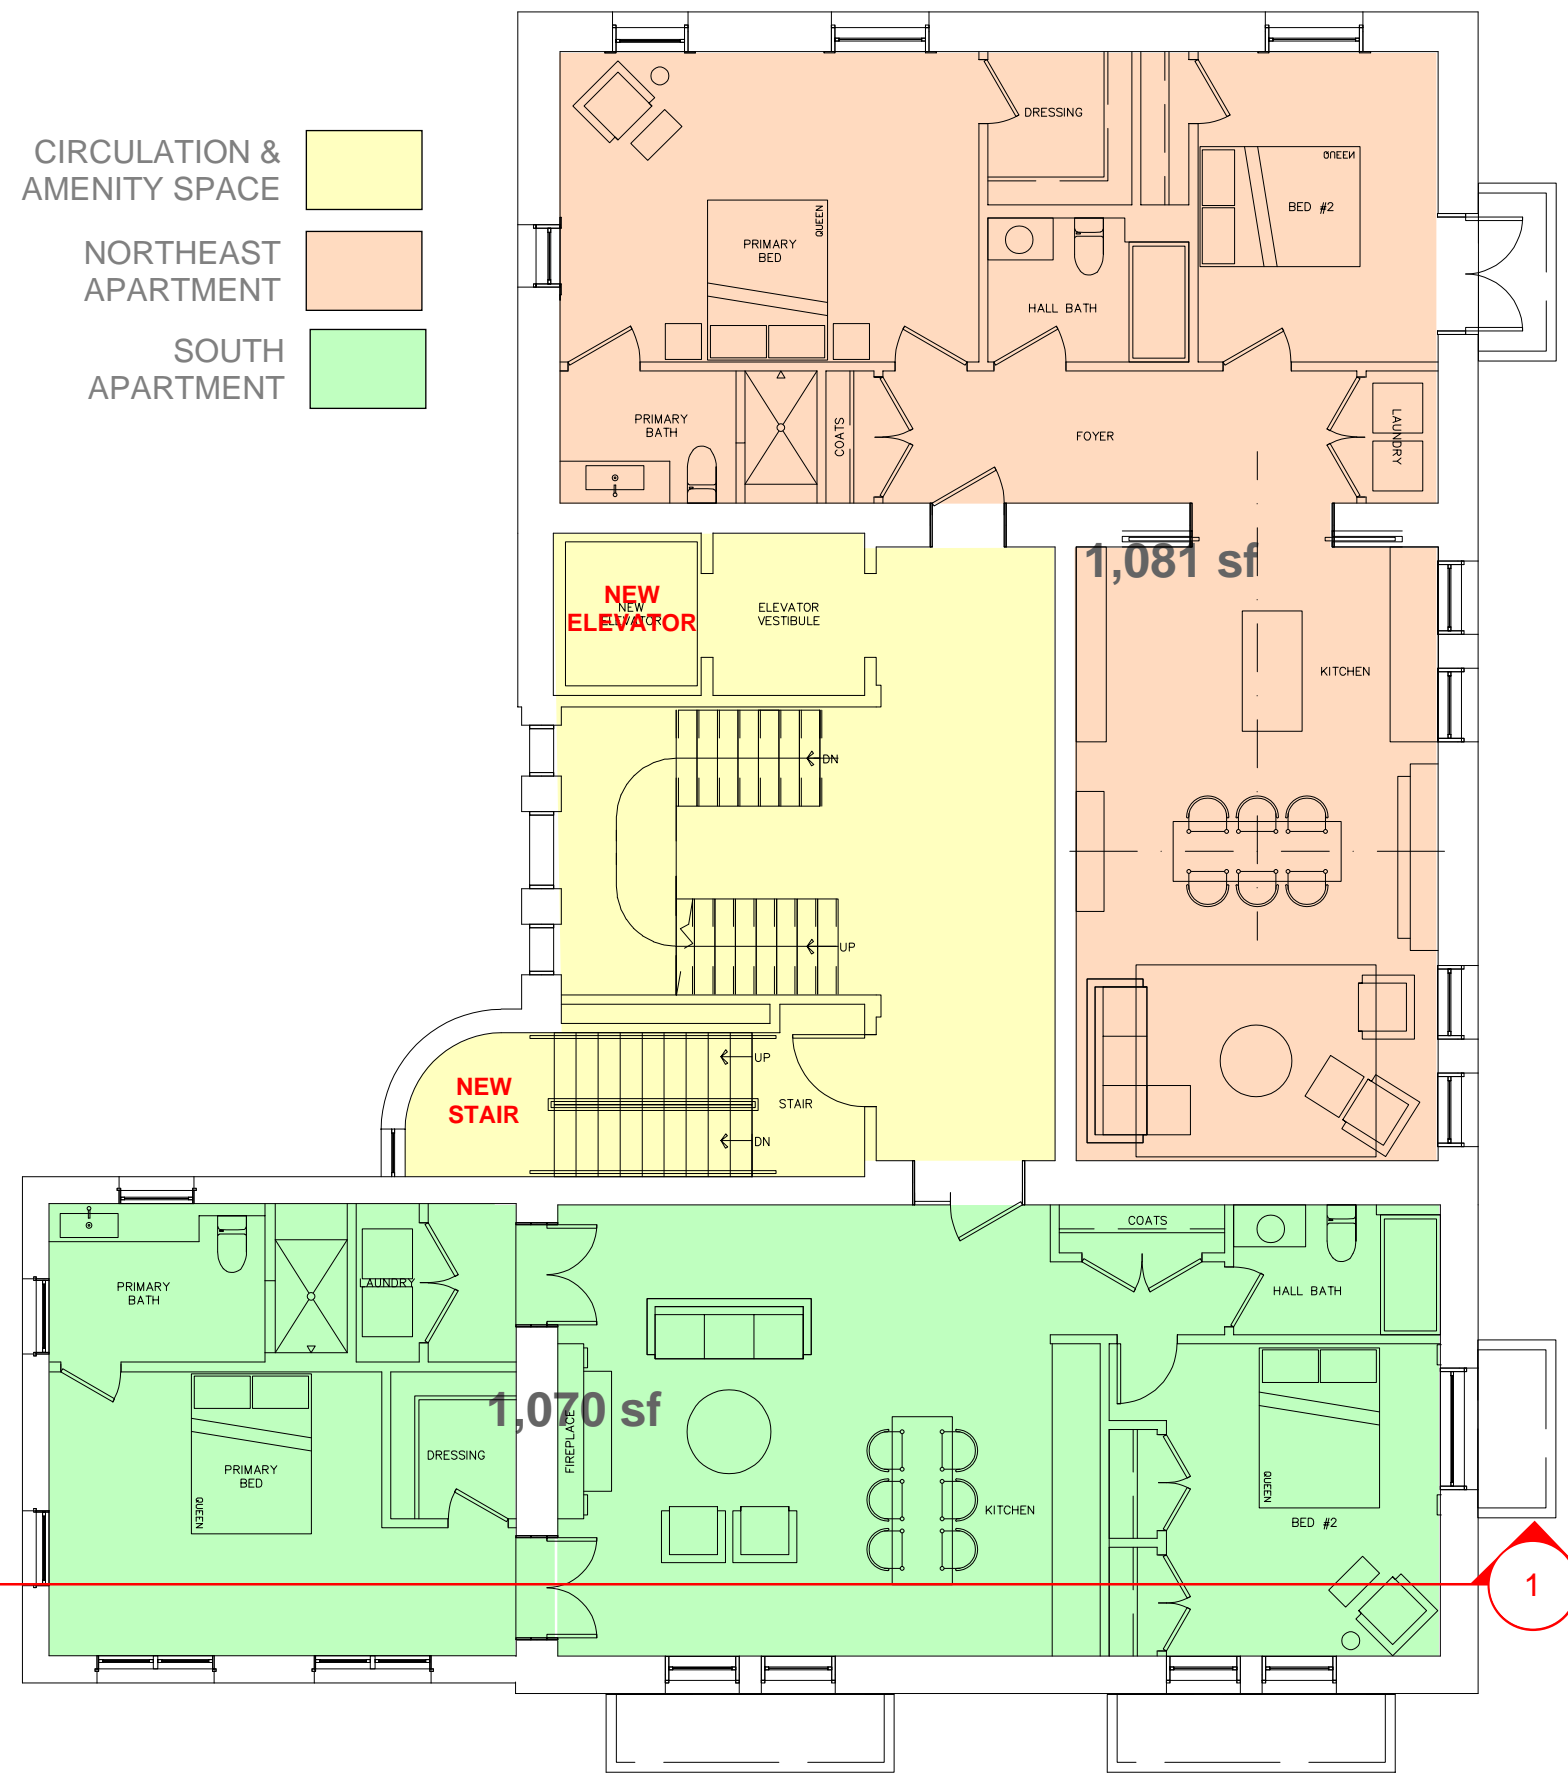 CIRCULATION &
AMENITY SPACE
NORTHEAST
APARTMENT
SOUTH
APARTMENT
DRESSING
QUEEN
BED #2
QUEEN
PRIMARY
BED
HALL BATH
PRIMARY
BATH
COATS
FOYER
LAUNDRY
1,081 sf
NEW
ELEVATOR
NEW
ELEVATOR
ELEVATOR
VESTIBULE
KITCHEN
DN
UP
UP
NEW
STAIR
STAIR
DN
COATS
PRIMARY
BATH
LAUNDRY
HALL BATH
1,070 sf
FIREPLACE
DRESSING
PRIMARY
BED
QUEEN
KITCHEN
QUEEN
BED #2
1